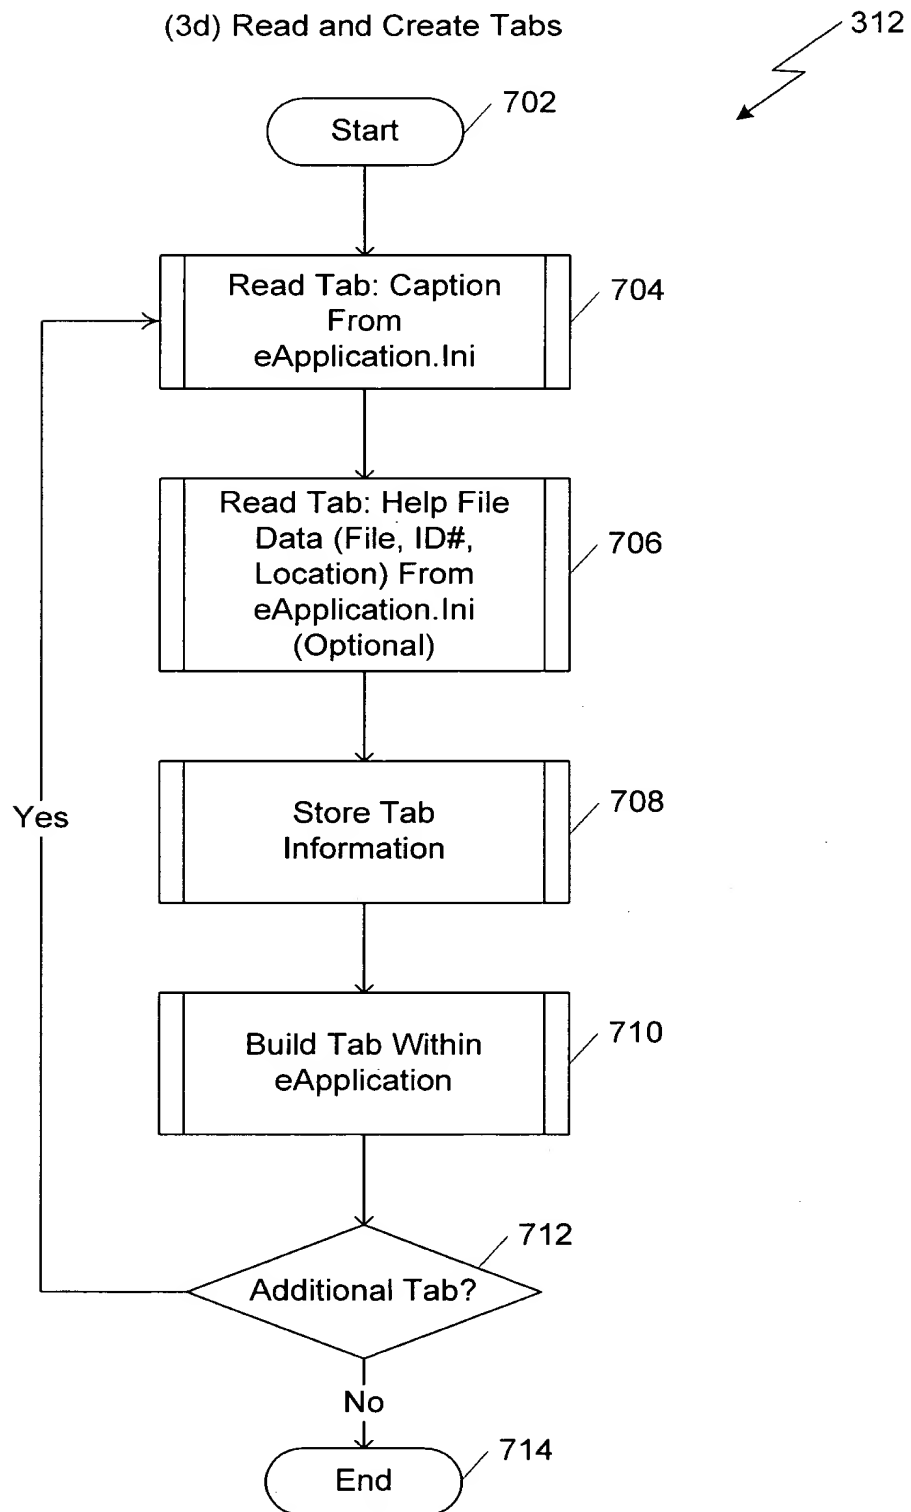 (3d) Read and Create Tabs
312
702
Start
Read Tab: Caption
From
eApplication.Ini
704
Read Tab: Help File
Data (File, ID#,
Location) From
eApplication.Ini
(Optional)
706
Store Tab
Information
708
Yes
Build Tab Within
eApplication
710
712
Additional Tab?
No
714
End